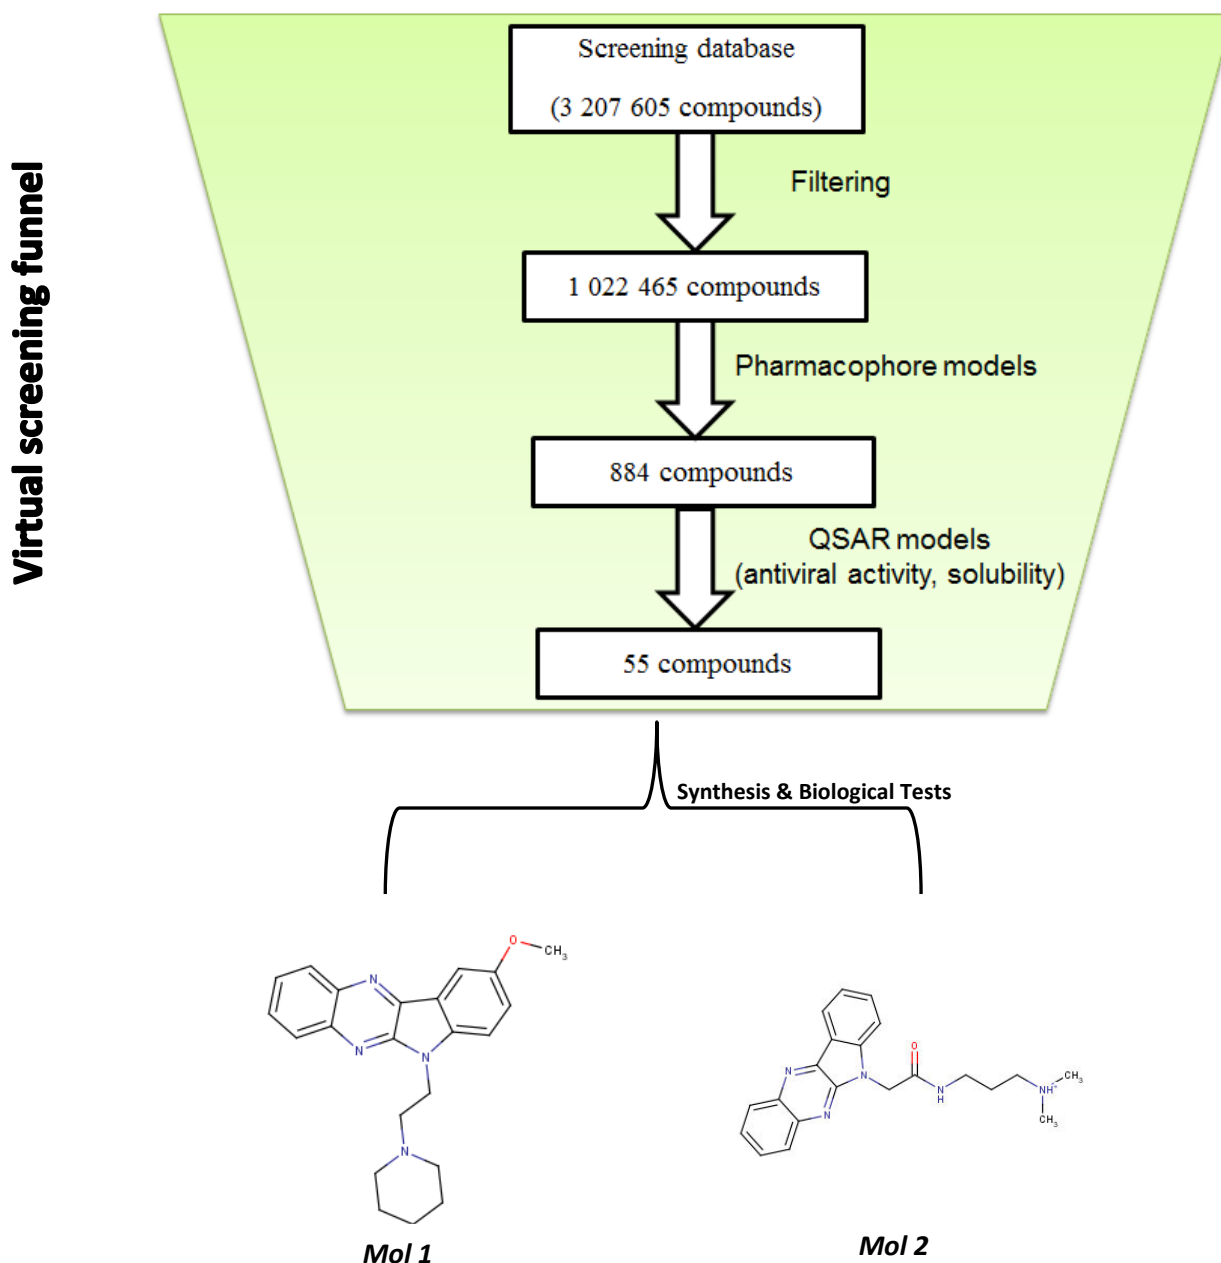 Virtual screening funnel
Screening database
(3 207 605 compounds)
Filtering
1 022 465 compounds
Pharmacophore models
884 compounds
QSAR models
(antiviral activity, solubility)
55 compounds
Synthesis & Biological Tests
O
CH₃
N
N
N
N
Mol 1
N
N
N
O
N
H
NH⁺
CH₃
CH₃
Mol 2